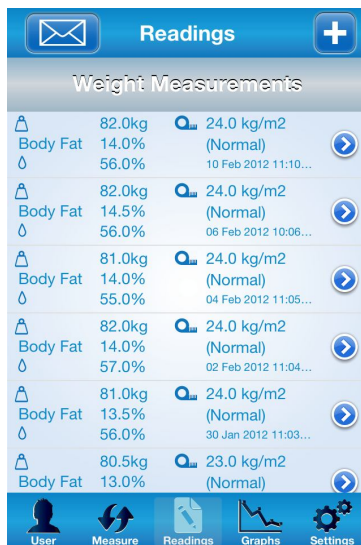 Readings
Weight Measurements
82.0kg 24.0 kg/m2
Body Fat 14.0% (Normal)
56.0% 10 Feb 2012 11:10...
82.0kg 24.0 kg/m2
Body Fat 14.5% (Normal)
56.0% 06 Feb 2012 10:06...
81.0kg 24.0 kg/m2
Body Fat 14.0% (Normal)
55.0% 04 Feb 2012 11:05...
82.0kg 24.0 kg/m2
Body Fat 14.0% (Normal)
57.0% 02 Feb 2012 11:04...
81.0kg 24.0 kg/m2
Body Fat 13.5% (Normal)
56.0% 30 Jan 2012 11:03...
80.5kg 23.0 kg/m2
Body Fat 13.0% (Normal)
User Measure Readings Graphs Settings